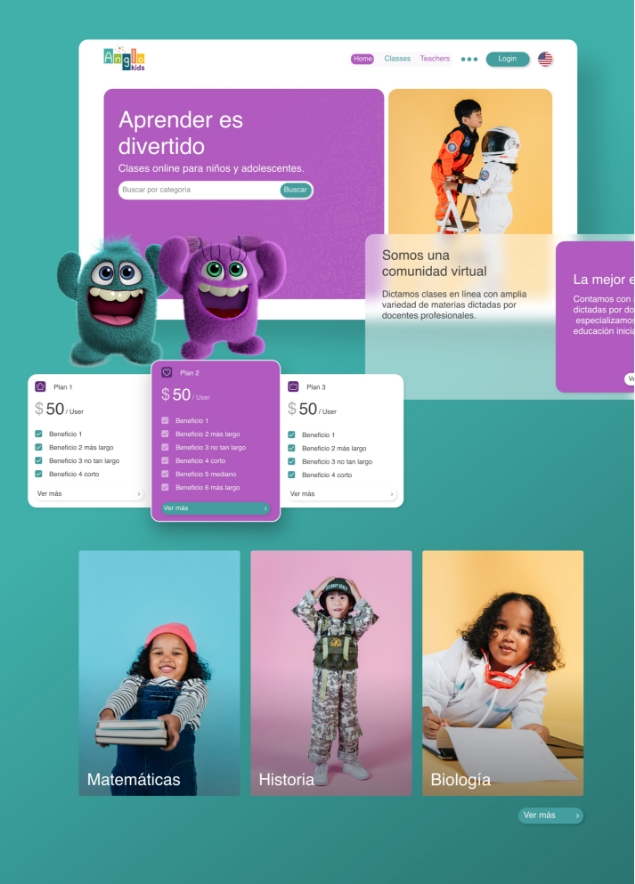 Anglo
kids
Home
Classes
Teachers
Login
Aprender es
divertido
Clases online para niños y adolescentes.
Buscar por categoría
Buscar
Somos una
comunidad virtual
Dictamos clases en línea con amplia
variedad de materias dictadas por
docentes profesionales.
La mejor e
Contamos con
dictadas por do
especializamo
educación inicia
Plan 1
$ 50 / User
Beneficio 1
Beneficio 2 más largo
Beneficio 3 no tan largo
Beneficio 4 corto
Ver más
Plan 2
$ 50 / User
Beneficio 1
Beneficio 2 más largo
Beneficio 3 no tan largo
Beneficio 4 corto
Beneficio 5 mediano
Beneficio 6 más largo
Ver más
Plan 3
$ 50 / User
Beneficio 1
Beneficio 2 más largo
Beneficio 3 no tan largo
Beneficio 4 corto
Ver más
Matemáticas
Historia
Biología
Ver más